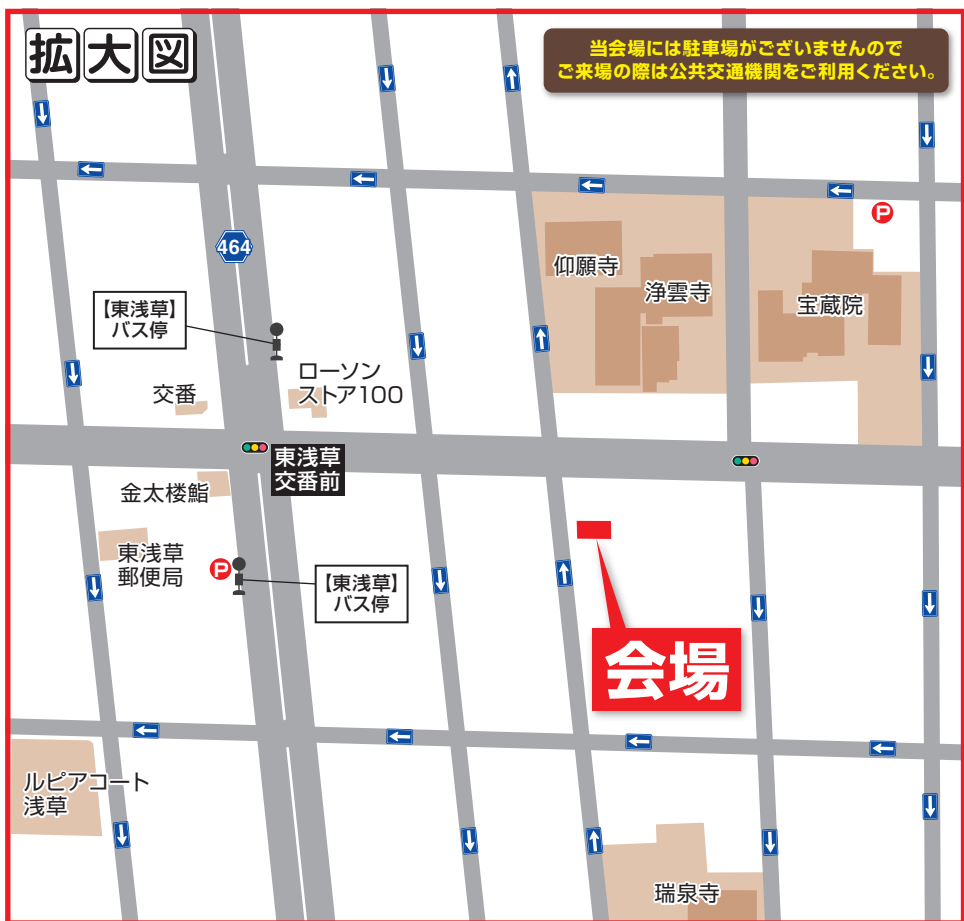 拡大図
当会場には駐車場がございませんので
ご来場の際は公共交通機関をご利用ください。
P
464
仰願寺
浄雲寺
宝蔵院
【東浅草】
バス停
ローソン
ストア100
交番
東浅草
交番前
金太楼鮨
東浅草
郵便局
P
【東浅草】
バス停
会場
ルピアコート
浅草
瑞泉寺